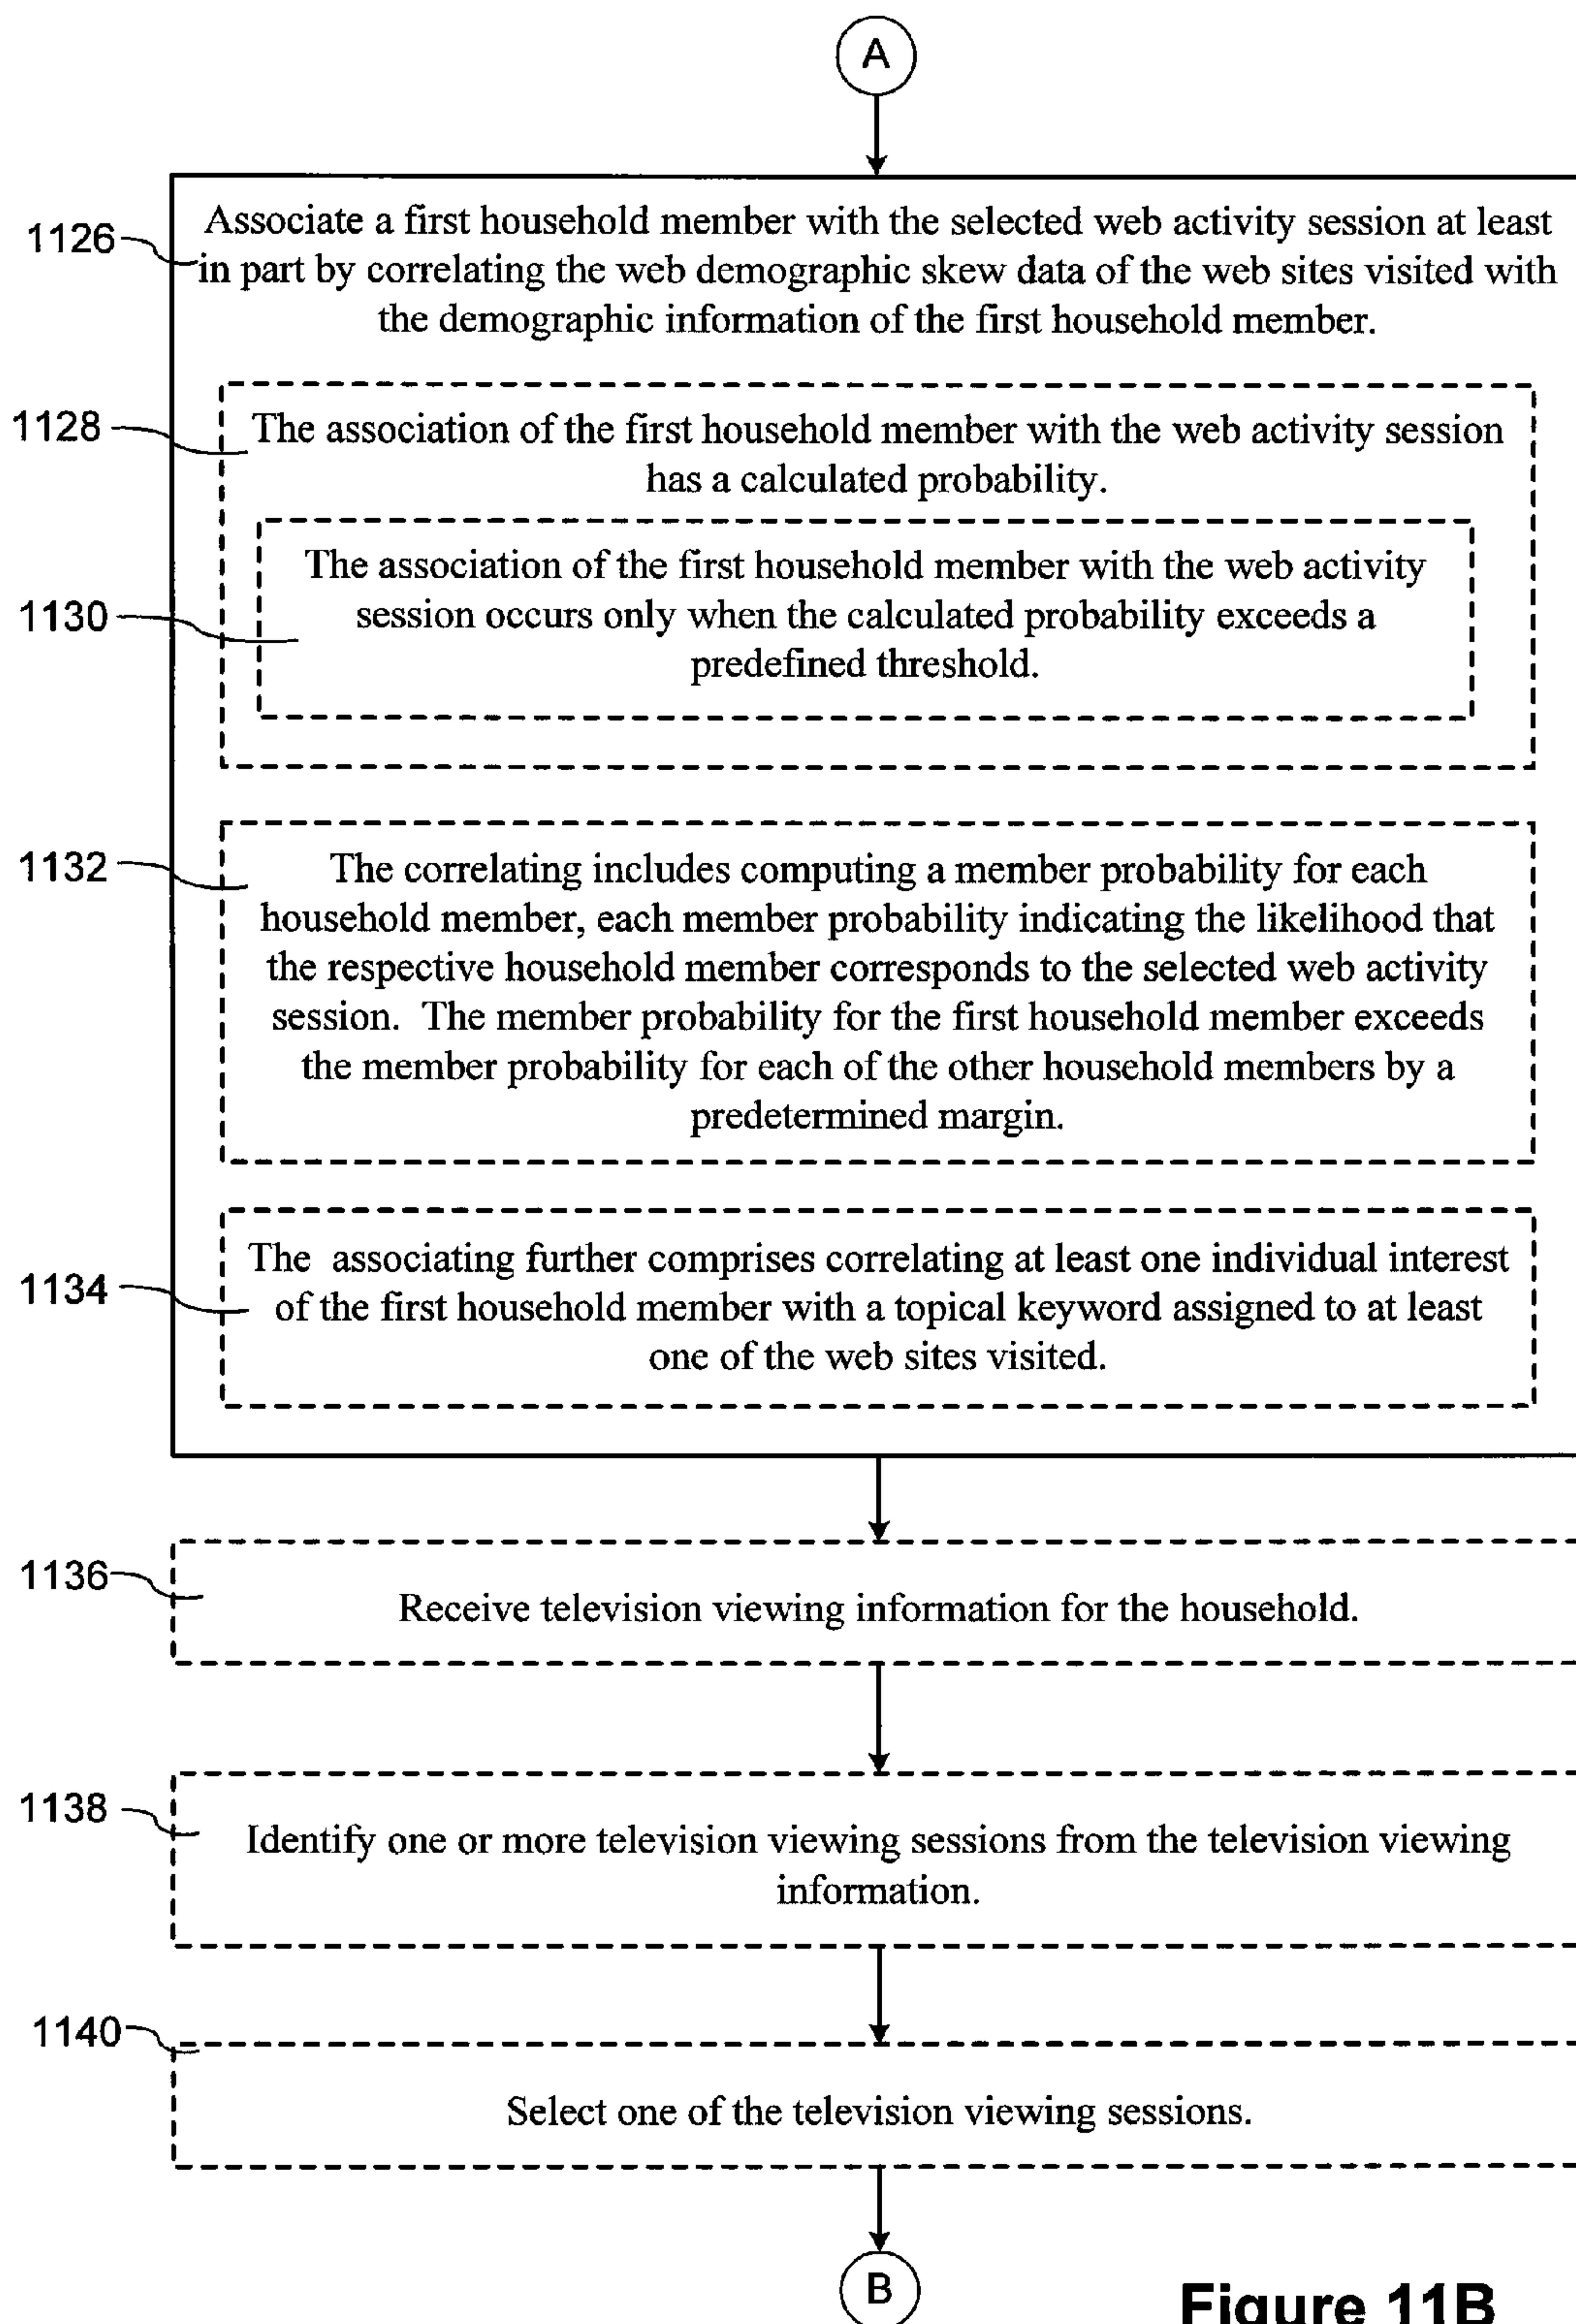 A
1126
Associate a first household member with the selected web activity session at least
in part by correlating the web demographic skew data of the web sites visited with
the demographic information of the first household member.
1128
The association of the first household member with the web activity session
has a calculated probability.
1130
The association of the first household member with the web activity
session occurs only when the calculated probability exceeds a
predefined threshold.
1132
The correlating includes computing a member probability for each
household member, each member probability indicating the likelihood that
the respective household member corresponds to the selected web activity
session. The member probability for the first household member exceeds
the member probability for each of the other household members by a
predetermined margin.
1134
The associating further comprises correlating at least one individual interest
of the first household member with a topical keyword assigned to at least
one of the web sites visited.
1136
Receive television viewing information for the household.
1138
Identify one or more television viewing sessions from the television viewing
information.
1140
Select one of the television viewing sessions.
B
Figure 11B